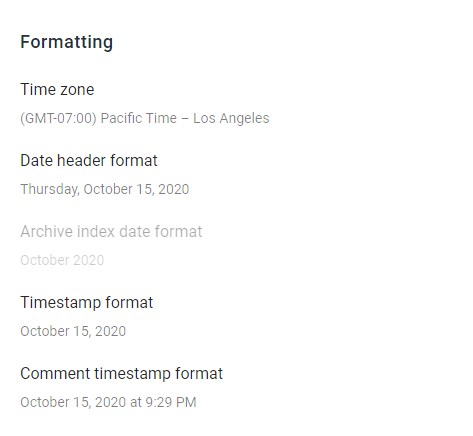 Formatting
Time zone
(GMT-07:00) Pacific Time – Los Angeles
Date header format
Thursday, October 15, 2020
Archive index date format
October 2020
Timestamp format
October 15, 2020
Comment timestamp format
October 15, 2020 at 9:29 PM